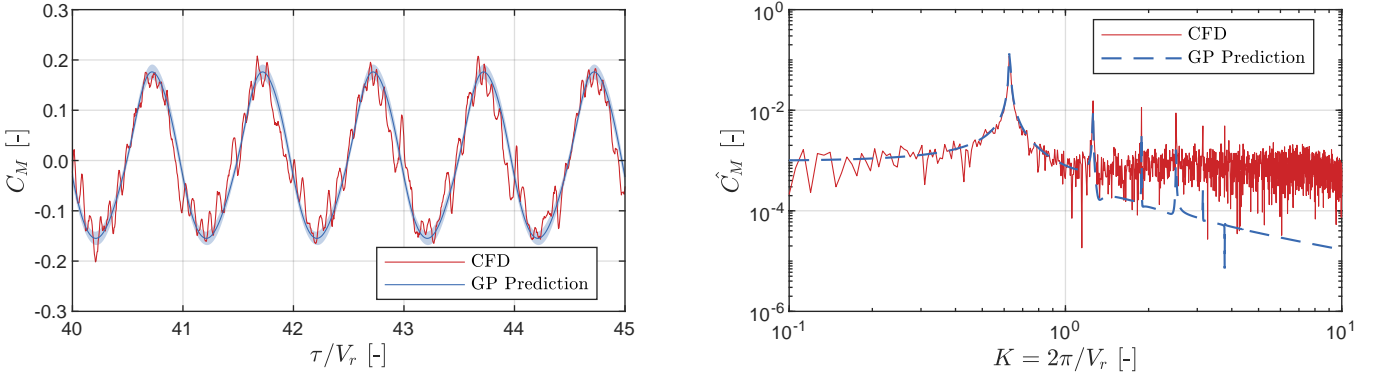 0.3
0.2
0.1
0.0
-0.1
-0.2
-0.3
C_M [-]
CFD
GP Prediction
40 41 42 43 44 45
τ/V_r [-]
10^0
10^-2
10^-4
10^-6
Ĉ_M [-]
CFD
GP Prediction
10^-1 10^0 10^1
K = 2π/V_r [-]